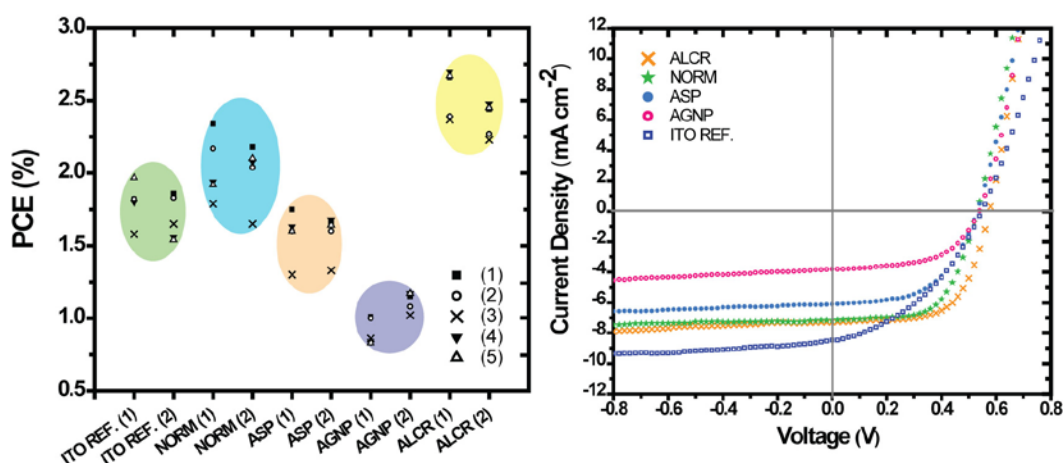 PCE (%)
3.0
2.5
2.0
1.5
1.0
0.5
(1)
(2)
(3)
(4)
(5)
ITO REF. (1)
ITO REF. (2)
NORM (1)
NORM (2)
ASP (1)
ASP (2)
AGNP (1)
AGNP (2)
ALCR (1)
ALCR (2)
Current Density (mA cm-2)
12
10
8
6
4
2
0
-2
-4
-6
-8
-10
-12
ALCR
NORM
ASP
AGNP
ITO REF.
-0.8 -0.6 -0.4 -0.2 0.0 0.2 0.4 0.6 0.8
Voltage (V)